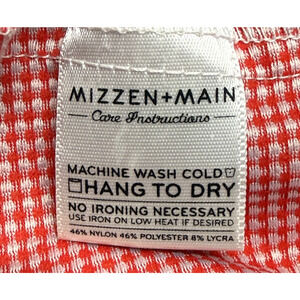 MIZZEN+MAIN
Care Instructions
MACHINE WASH COLD
HANG TO DRY
NO IRONING NECESSARY
USE IRON ON LOW HEAT IF DESIRED
46% NYLON 46% POLYESTER 8% LYCRA